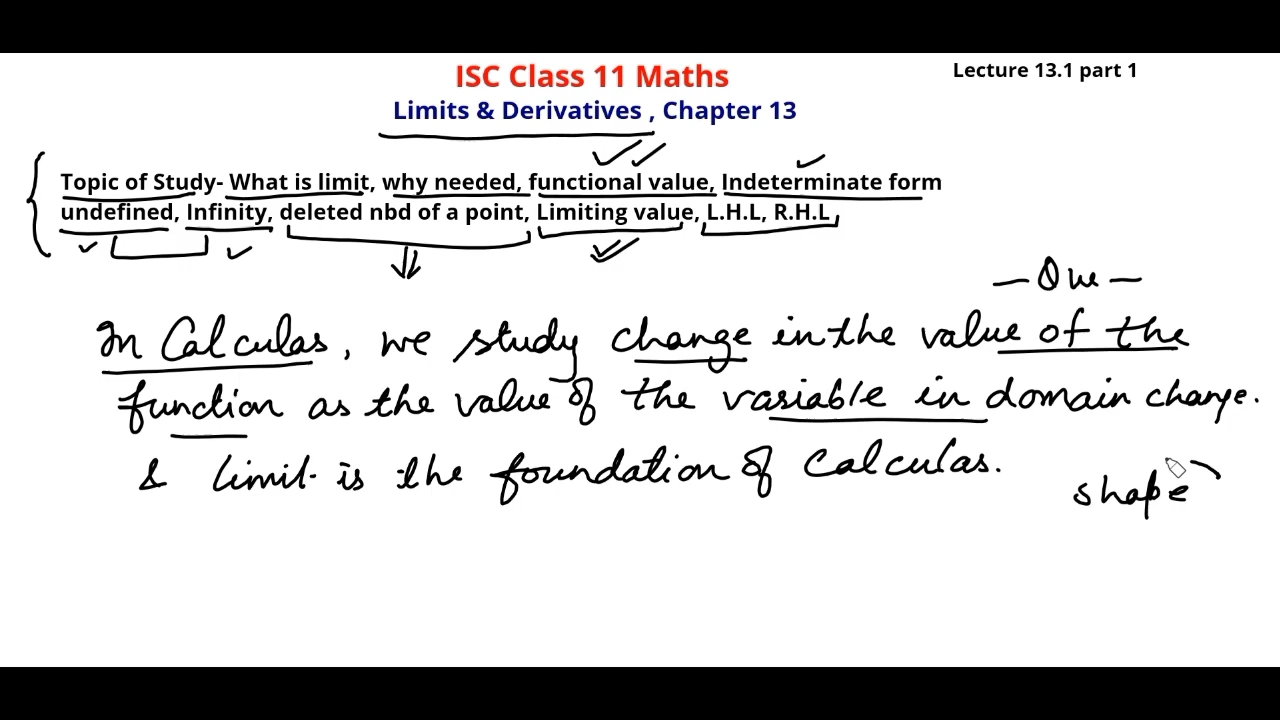 ISC Class 11 Maths
Lecture 13.1 part 1
Limits & Derivatives , Chapter 13
Topic of Study- What is limit, why needed, functional value, Indeterminate form
undefined, Infinity, deleted nbd of a point, Limiting value, L.H.L, R.H.L
In Calculas, we study change in the value of the
function as the value of the variable in domain change.
& limit is the foundation of Calculas.
shape